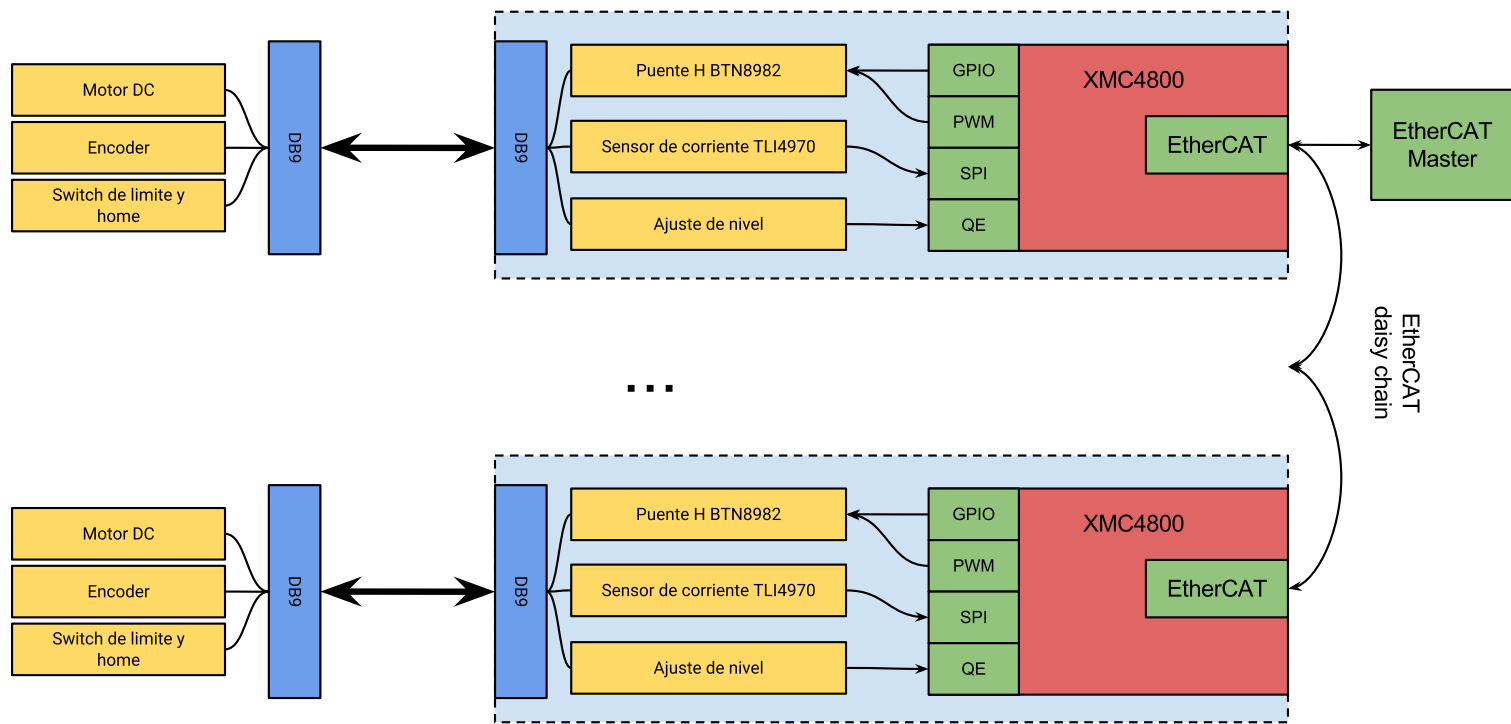 Motor DC
Encoder
Switch de limite y
home
DB9
DB9
Puente H BTN8982
Sensor de corriente TLI4970
Ajuste de nivel
GPIO
PWM
SPI
QE
XMC4800
EtherCAT
EtherCAT
Master
EtherCAT
daisy chain
...
Motor DC
Encoder
Switch de limite y
home
DB9
DB9
Puente H BTN8982
Sensor de corriente TLI4970
Ajuste de nivel
GPIO
PWM
SPI
QE
XMC4800
EtherCAT